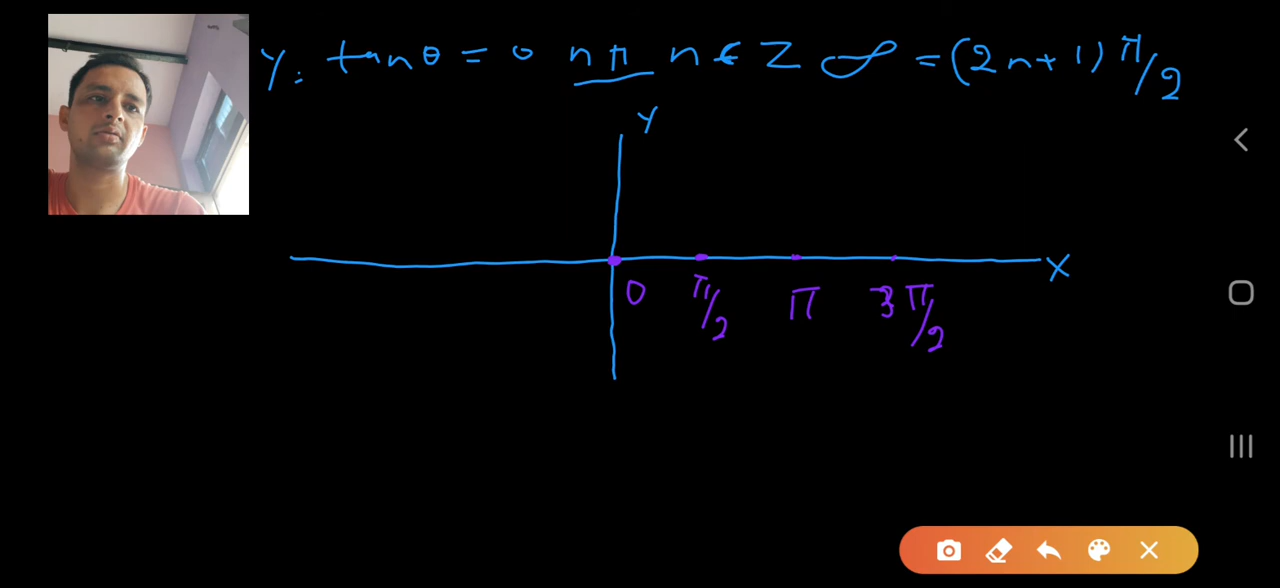 Y: tanθ = 0 nπ n ∈ Z ∞ = (2n+1) π/2
Y
X
0 π/2 π 3π/2